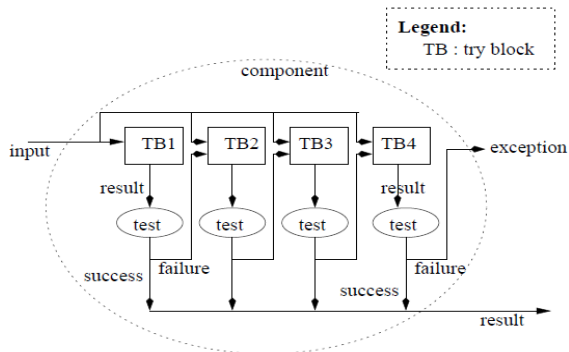 Legend:
TB : try block
component
input
TB1 TB2 TB3 TB4
exception
result result
test test test test
success failure failure
success
result